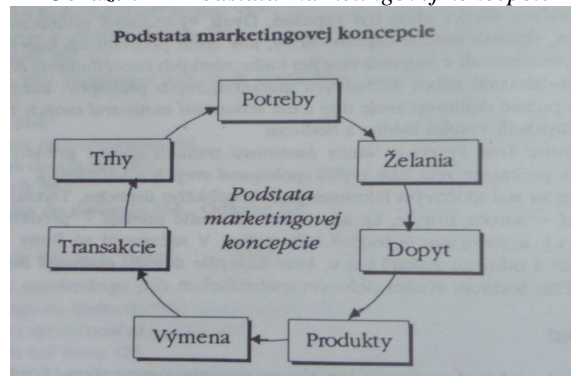 Podstata marketingovej koncepcie
Potreby
Želania
Dopyt
Produkty
Výmena
Transakcie
Trhy
Podstata
marketingovej
koncepcie